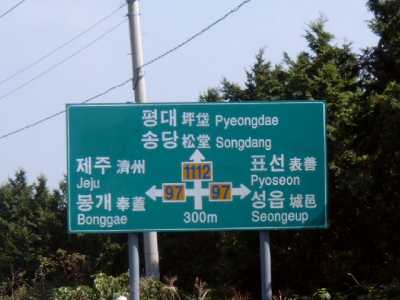 평대 坪垈 Pyeongdae
송당 松堂 Songdang
제주 濟州
Jeju
봉개 奉蓋
Bonggae
1112
97
97
300m
표선 表善
Pyoseon
성읍 城邑
Seongeup